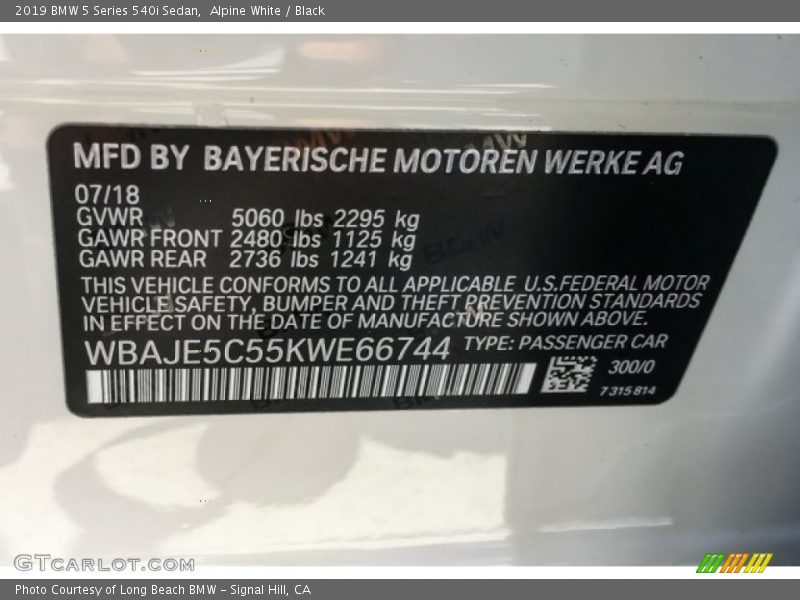 2019 BMW 5 Series 540i Sedan, Alpine White / Black
MFD BY BAYERISCHE MOTOREN WERKE AG
07/18
GVWR 5060 lbs 2295 kg
GAWR FRONT 2480 lbs 1125 kg
GAWR REAR 2736 lbs 1241 kg
THIS VEHICLE CONFORMS TO ALL APPLICABLE U.S.FEDERAL MOTOR
VEHICLE SAFETY, BUMPER AND THEFT PREVENTION STANDARDS
IN EFFECT ON THE DATE OF MANUFACTURE SHOWN ABOVE.
WBAJE5C55KWE66744 TYPE: PASSENGER CAR
300/0
7 315 814
GTCARLOT.COM
Photo Courtesy of Long Beach BMW - Signal Hill, CA